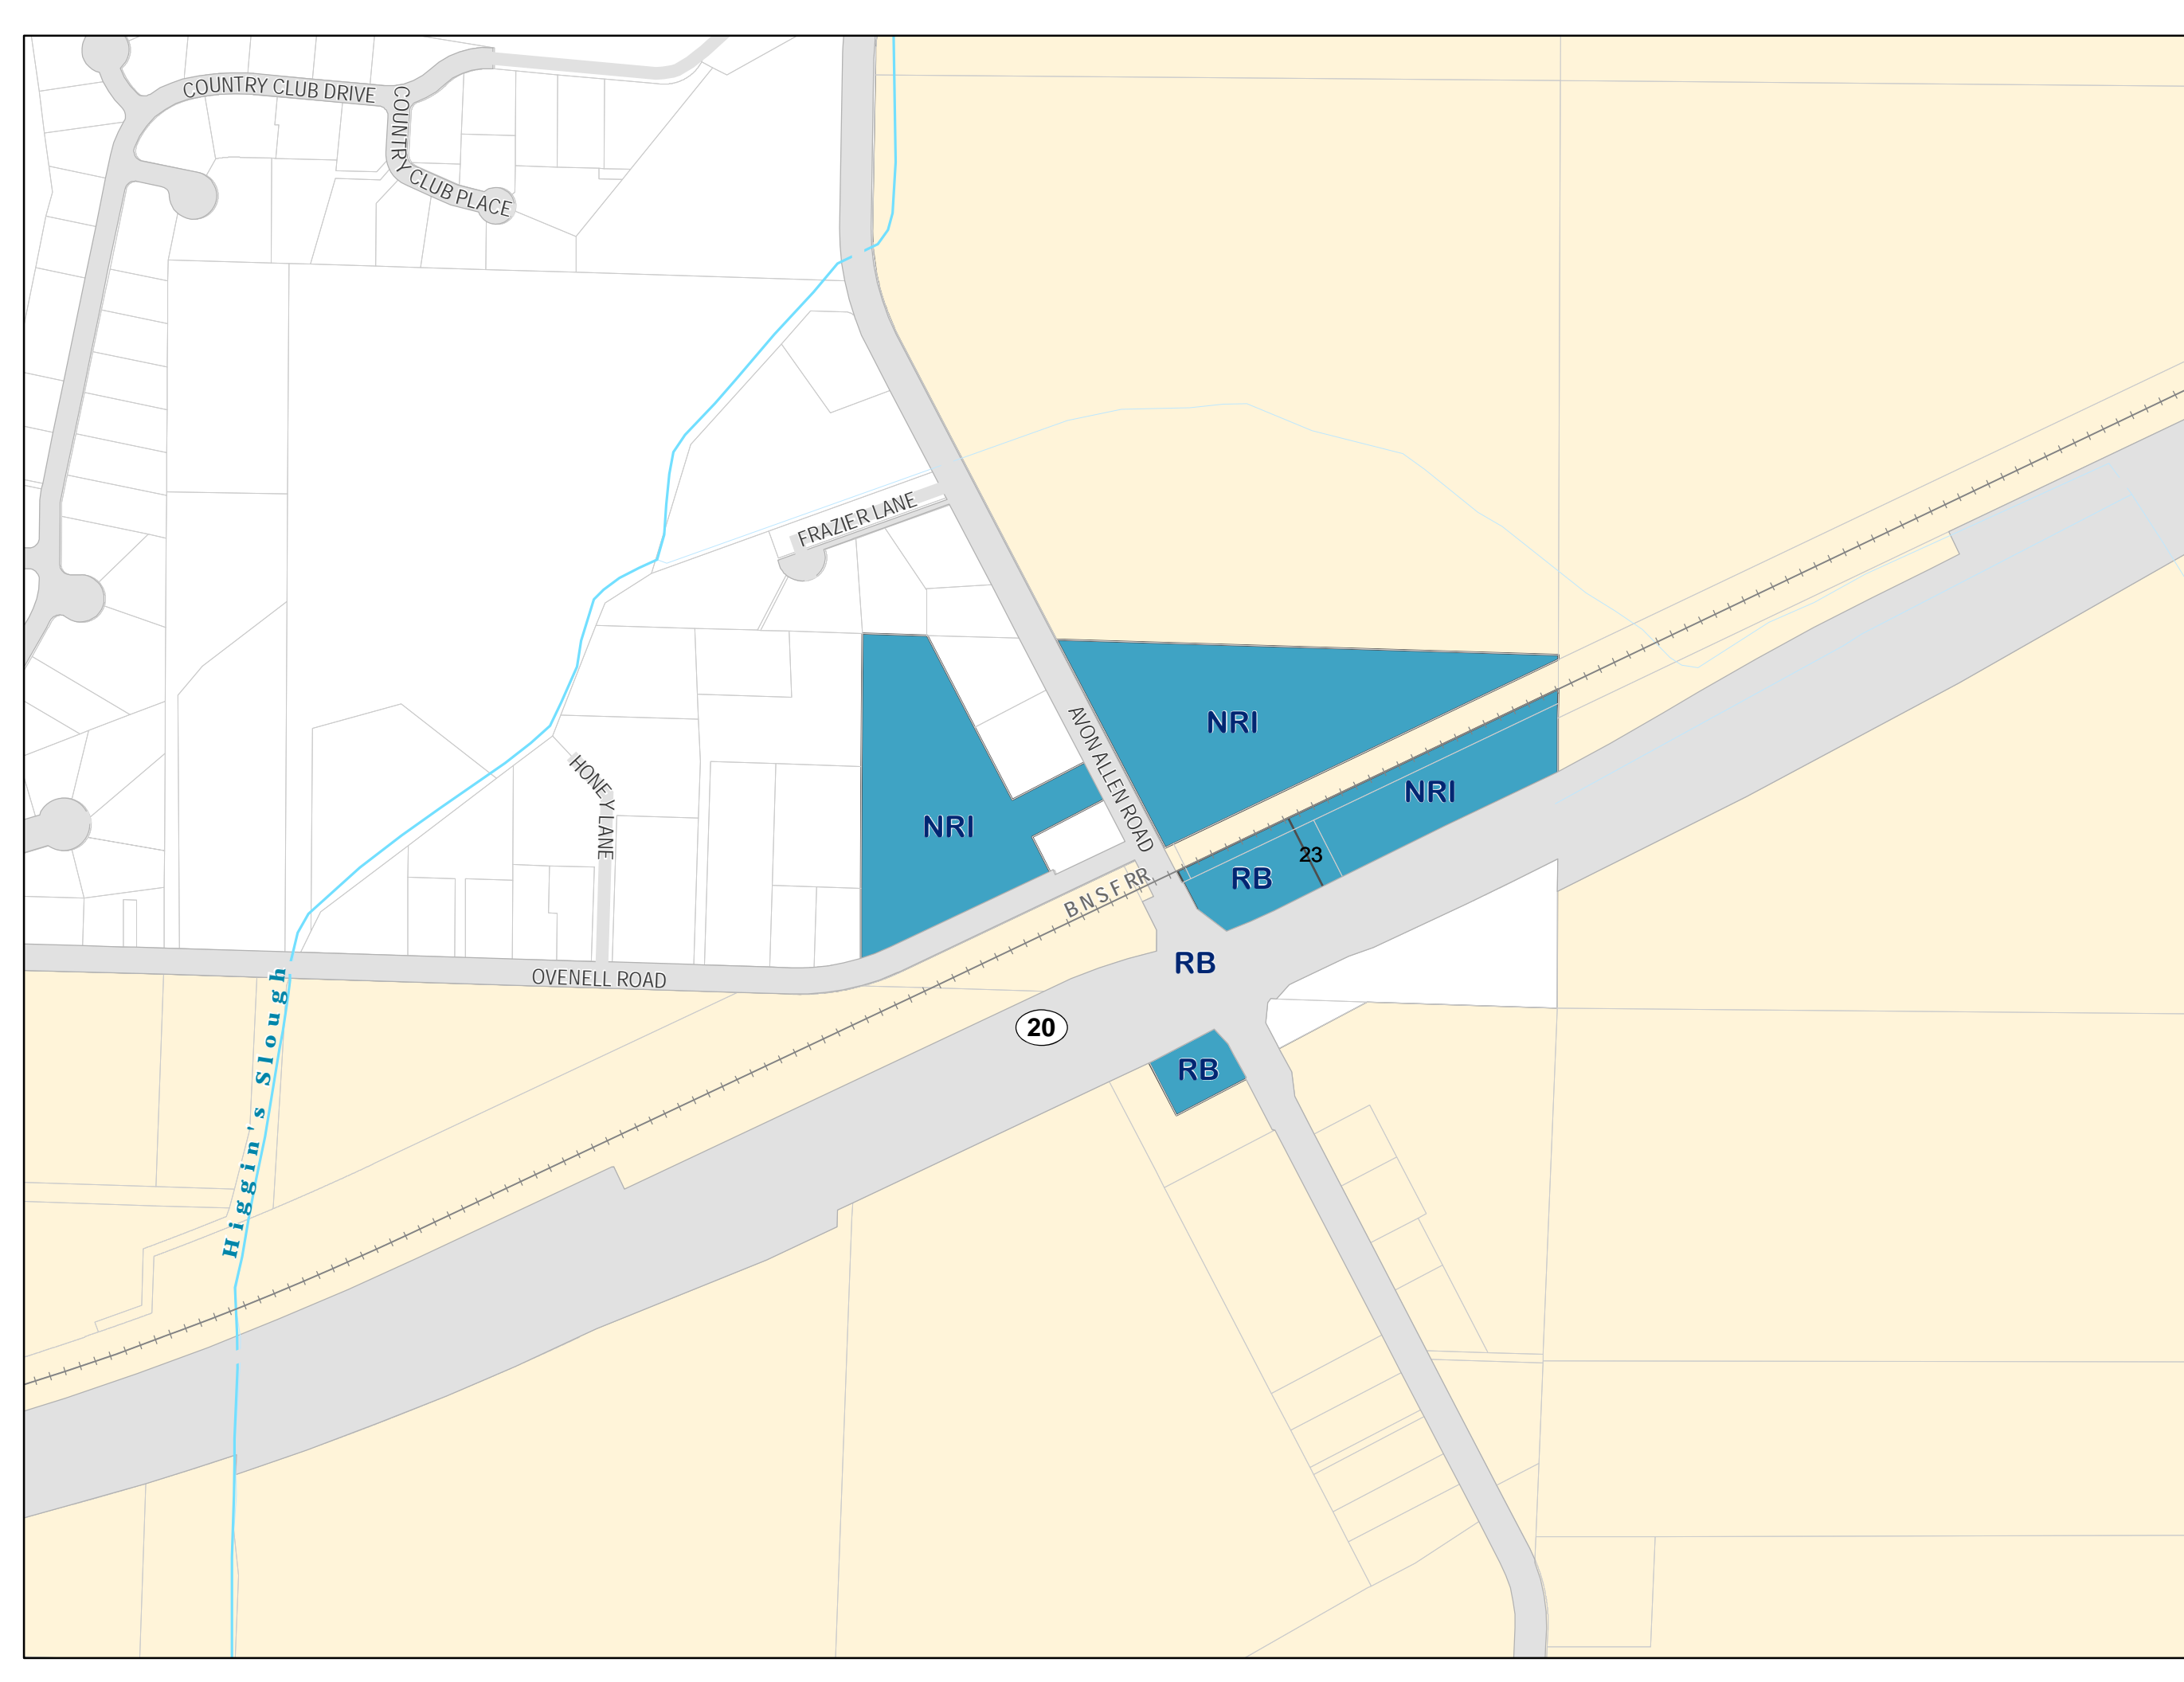 COUNTRY CLUB DRIVE
COUNTRY CLUB PLACE
FRAZIER LANE
AVON ALLEN ROAD
NRI
HONEY LANE
NRI
NRI
23
RB
BNSF RR
RB
OVENELL ROAD
Higgin's Slough
20
RB